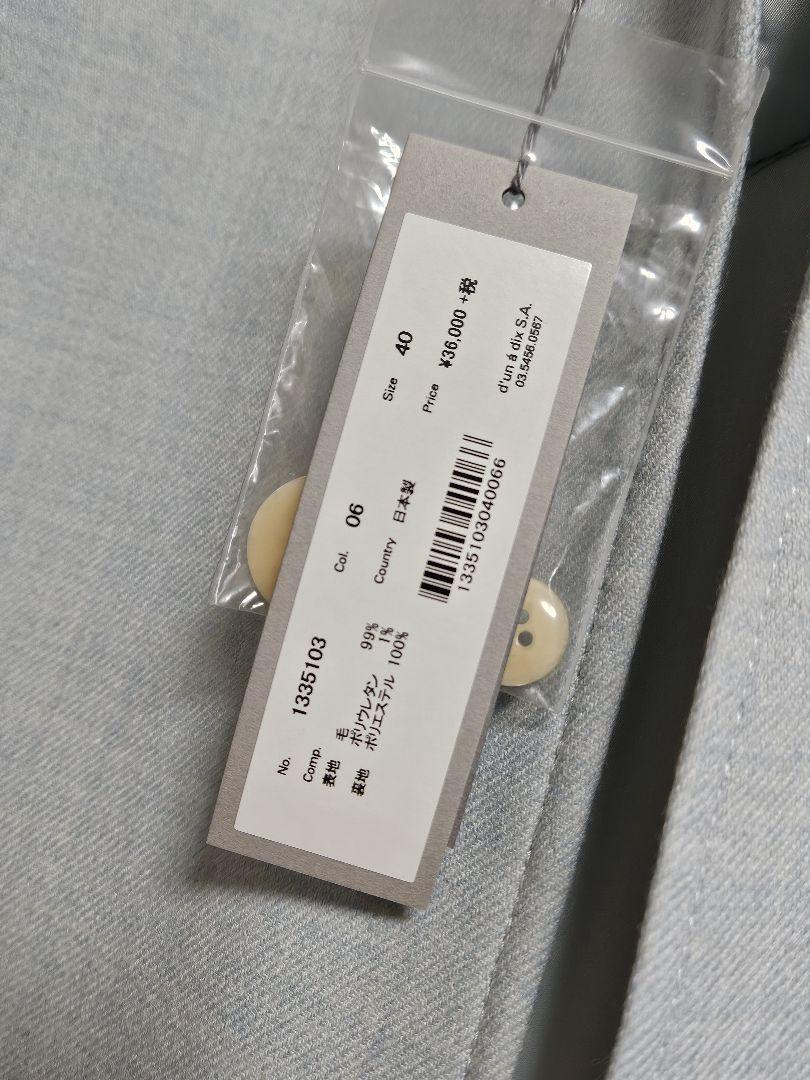 No. 1335103 Col. 06 Size 40
Comp. Country 日本製 Price ¥36,000 +税
表地 毛 99%
ポリウレタン 1%
裏地 ポリエステル 100%
1335103040066
d'un á dix S.A.
03.5456.0567